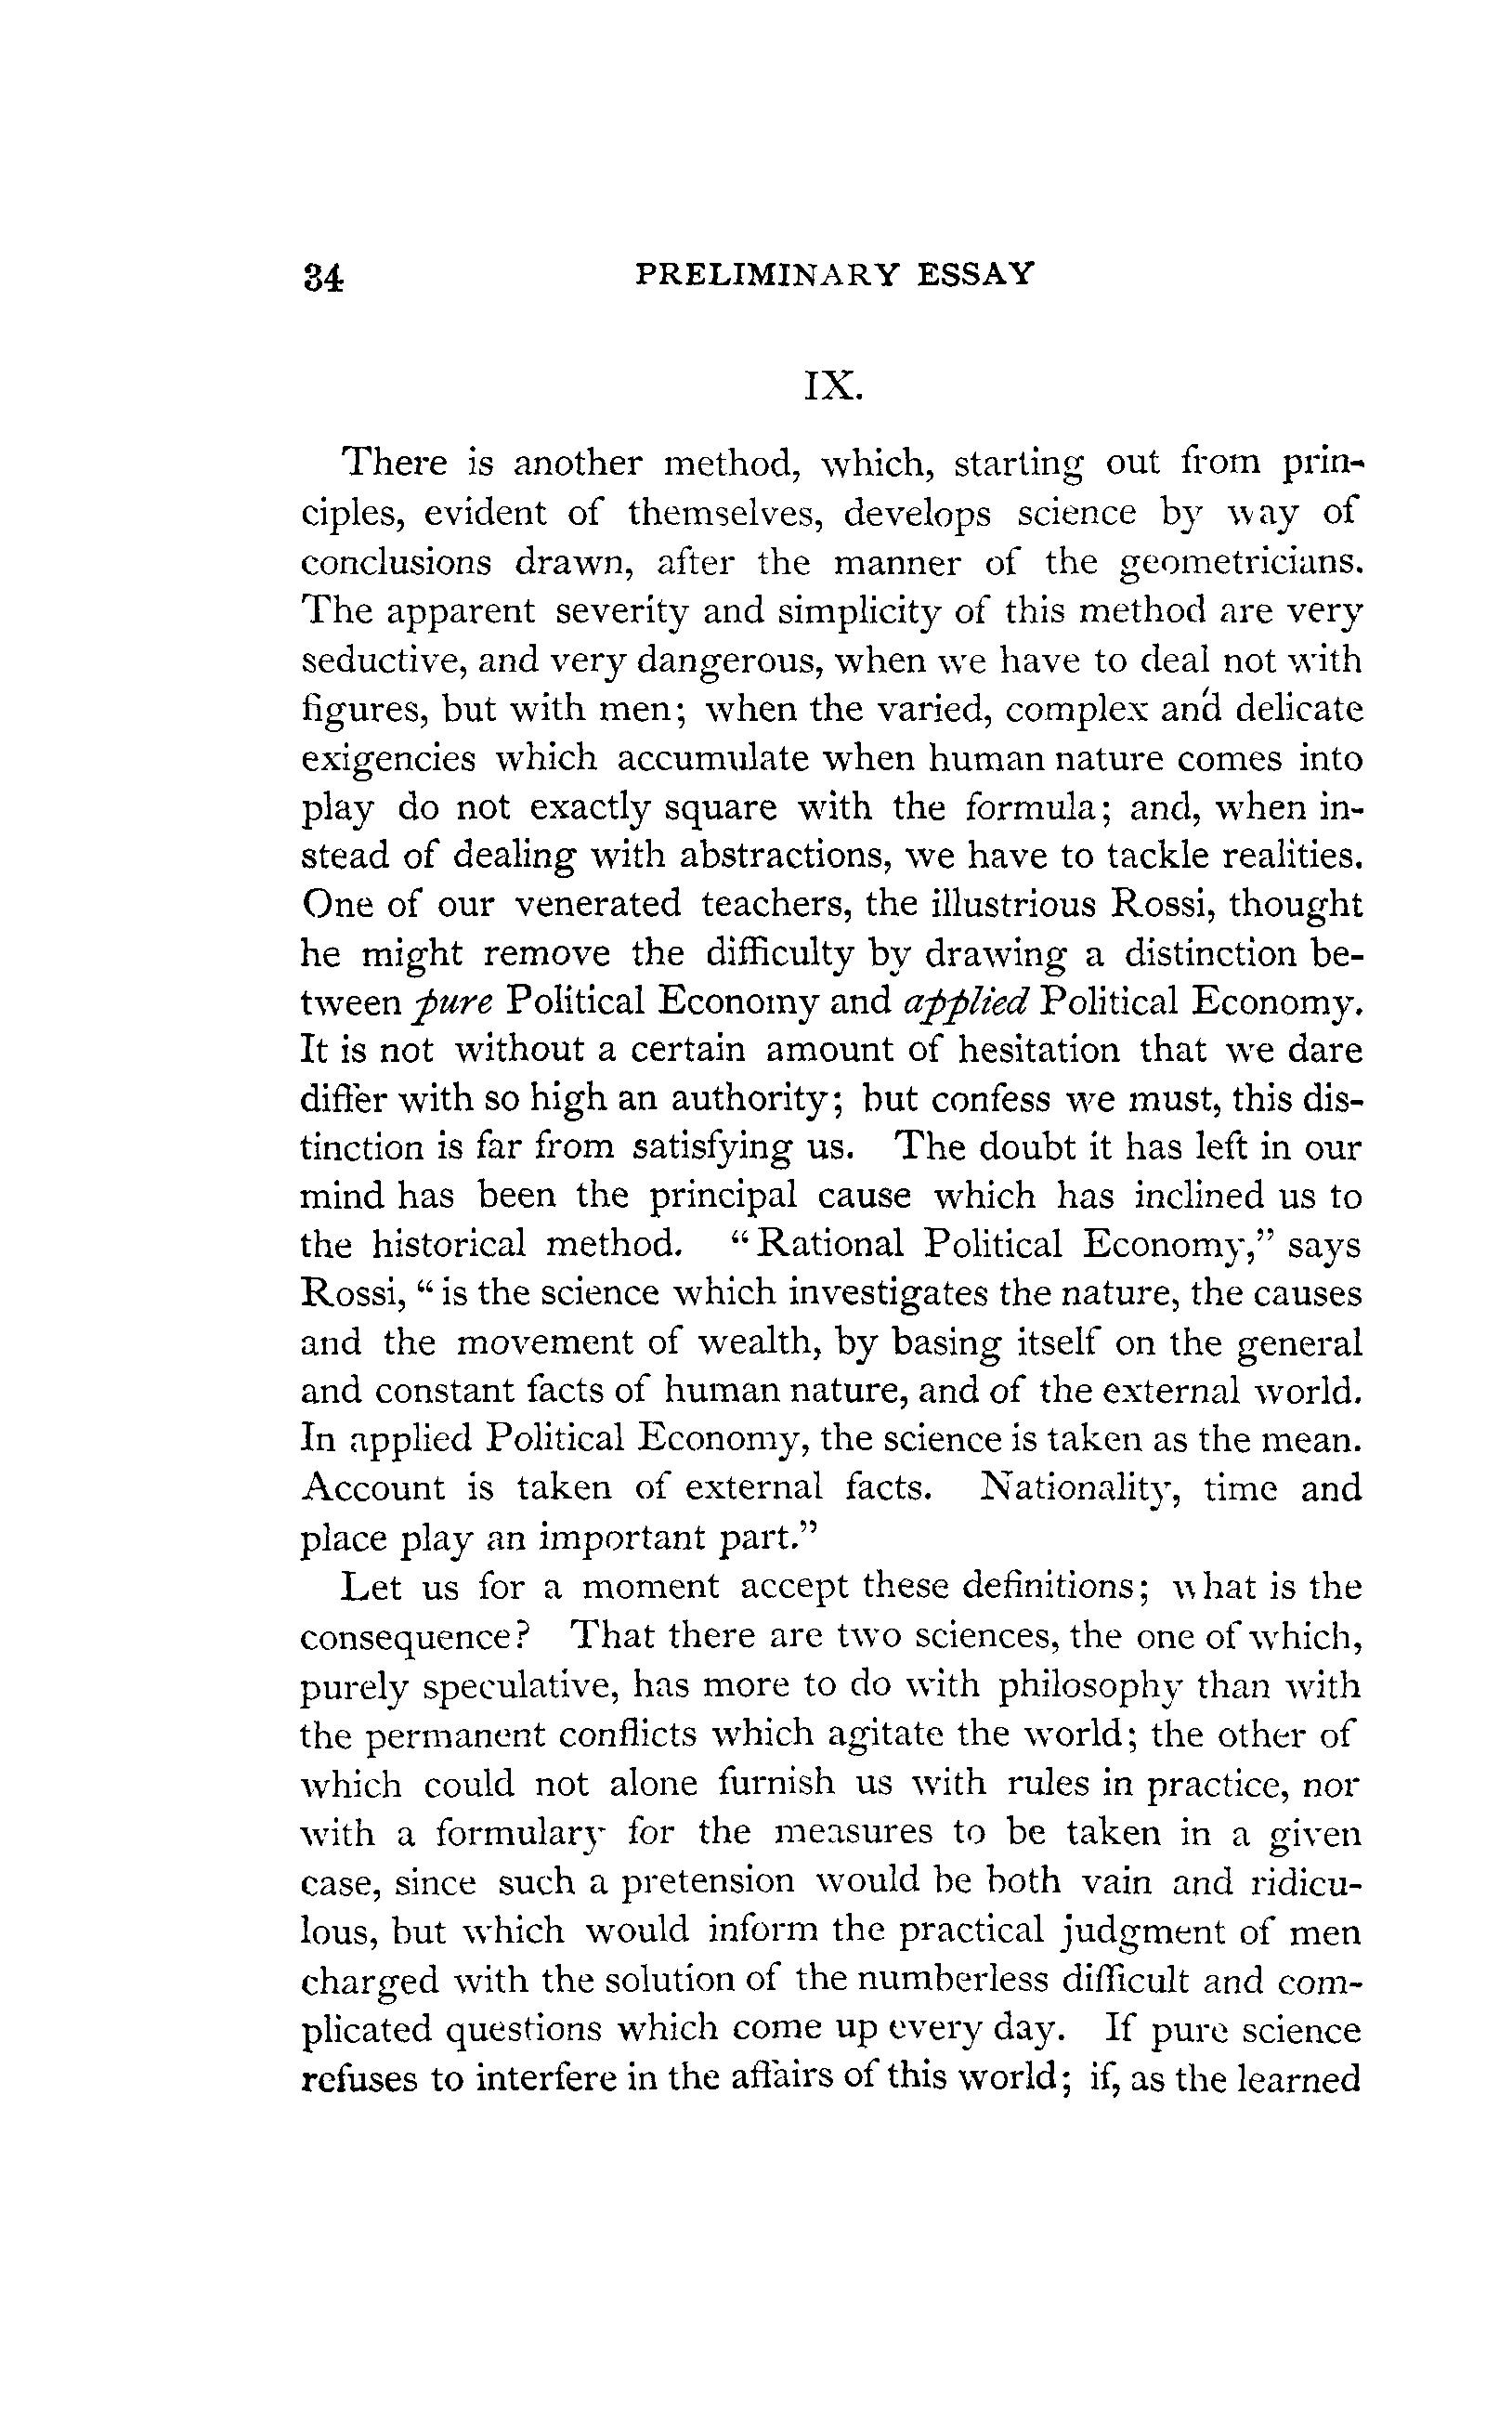 34 PRELIMINARY ESSAY
IX.
There is another method, which, starting out from prin-
ciples, evident of themselves, develops science by way of
conclusions drawn, after the manner of the geometricians.
The apparent severity and simplicity of this method are very
seductive, and very dangerous, when we have to deal not with
figures, but with men; when the varied, complex and delicate
exigencies which accumulate when human nature comes into
play do not exactly square with the formula; and, when in-
stead of dealing with abstractions, we have to tackle realities.
One of our venerated teachers, the illustrious Rossi, thought
he might remove the difficulty by drawing a distinction be-
tween pure Political Economy and applied Political Economy.
It is not without a certain amount of hesitation that we dare
differ with so high an authority; but confess we must, this dis-
tinction is far from satisfying us. The doubt it has left in our
mind has been the principal cause which has inclined us to
the historical method. “Rational Political Economy,” says
Rossi, “is the science which investigates the nature, the causes
and the movement of wealth, by basing itself on the general
and constant facts of human nature, and of the external world.
In applied Political Economy, the science is taken as the mean.
Account is taken of external facts. Nationality, time and
place play an important part.”
Let us for a moment accept these definitions; what is the
consequence? That there are two sciences, the one of which,
purely speculative, has more to do with philosophy than with
the permanent conflicts which agitate the world; the other of
which could not alone furnish us with rules in practice, nor
with a formulary for the measures to be taken in a given
case, since such a pretension would be both vain and ridicu-
lous, but which would inform the practical judgment of men
charged with the solution of the numberless difficult and com-
plicated questions which come up every day. If pure science
refuses to interfere in the affairs of this world; if, as the learned